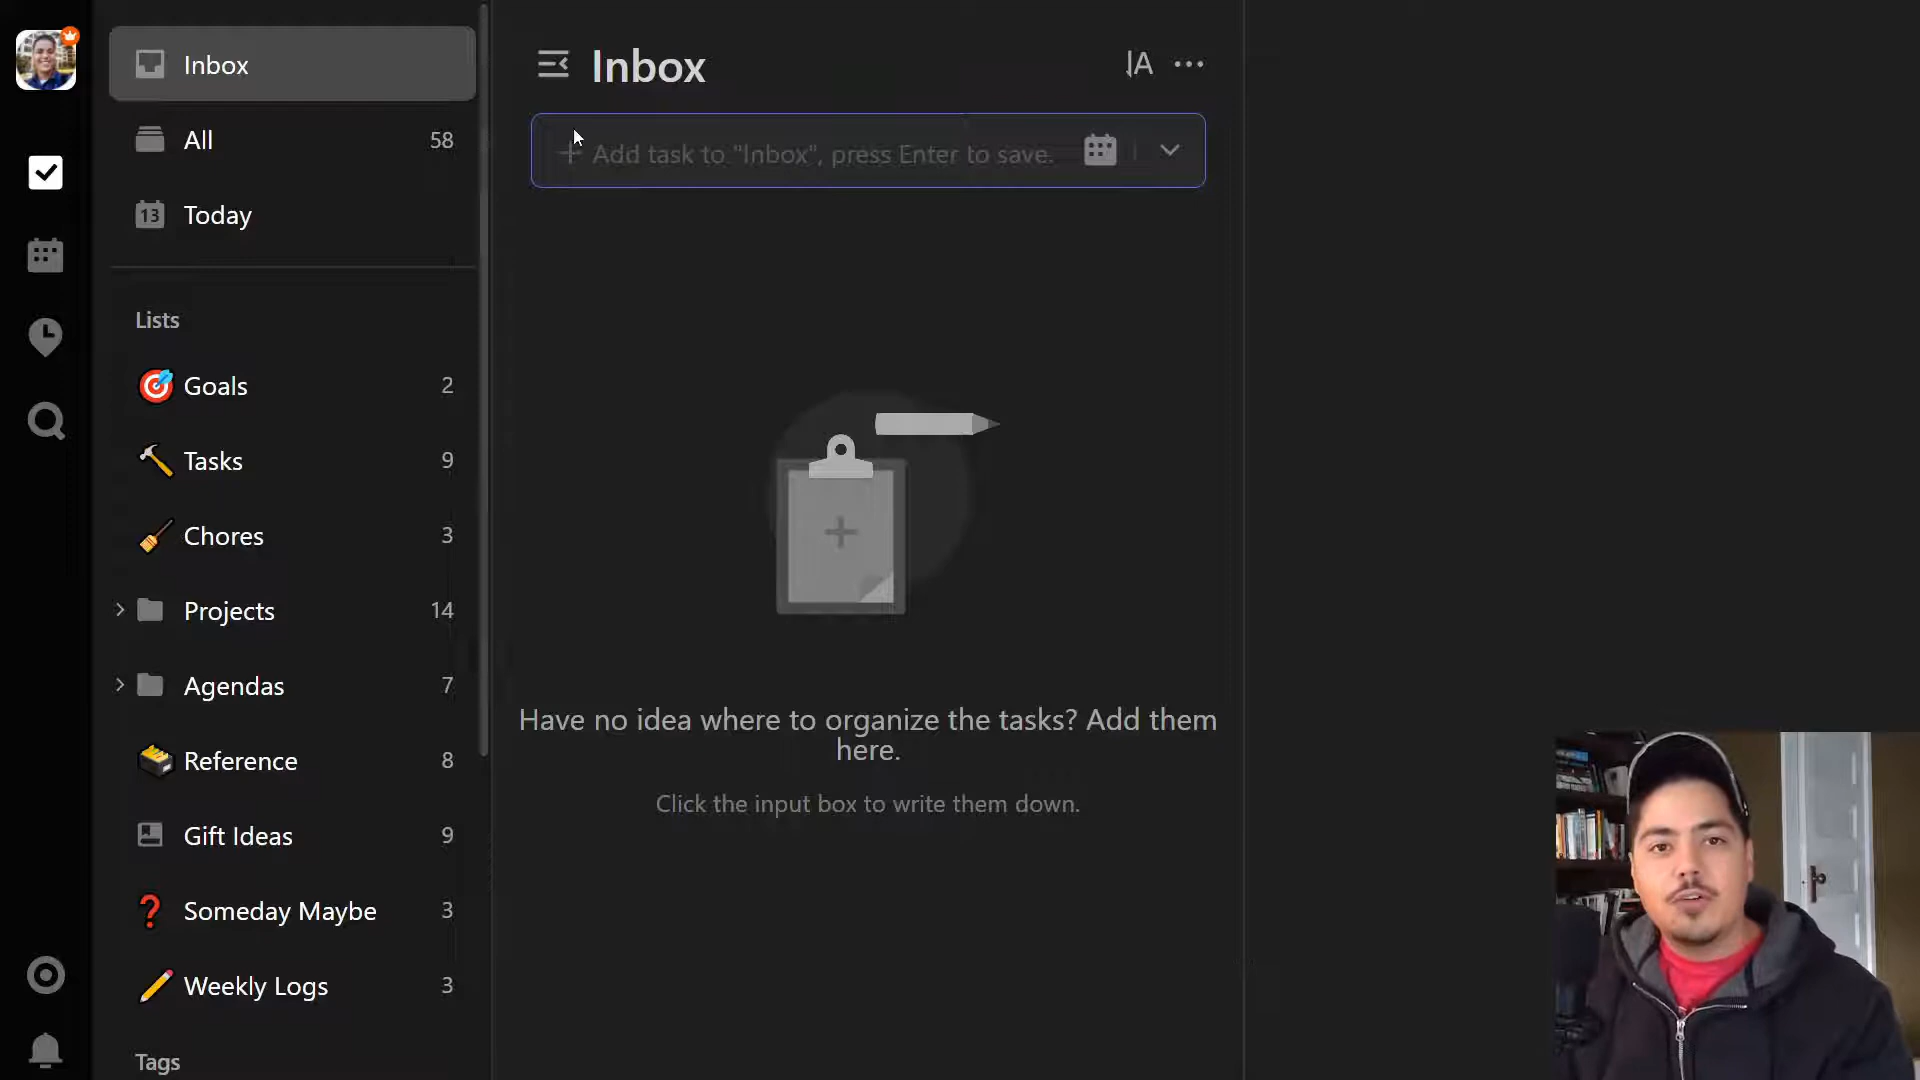 Inbox
All 58
13 Today
Lists
Goals 2
Tasks 9
Chores 3
Projects 14
Agendas 7
Reference 8
Gift Ideas 9
Someday Maybe 3
Weekly Logs 3
Tags
Inbox
A
Add task to "Inbox", press Enter to save.
Have no idea where to organize the tasks? Add them
here.
Click the input box to write them down.